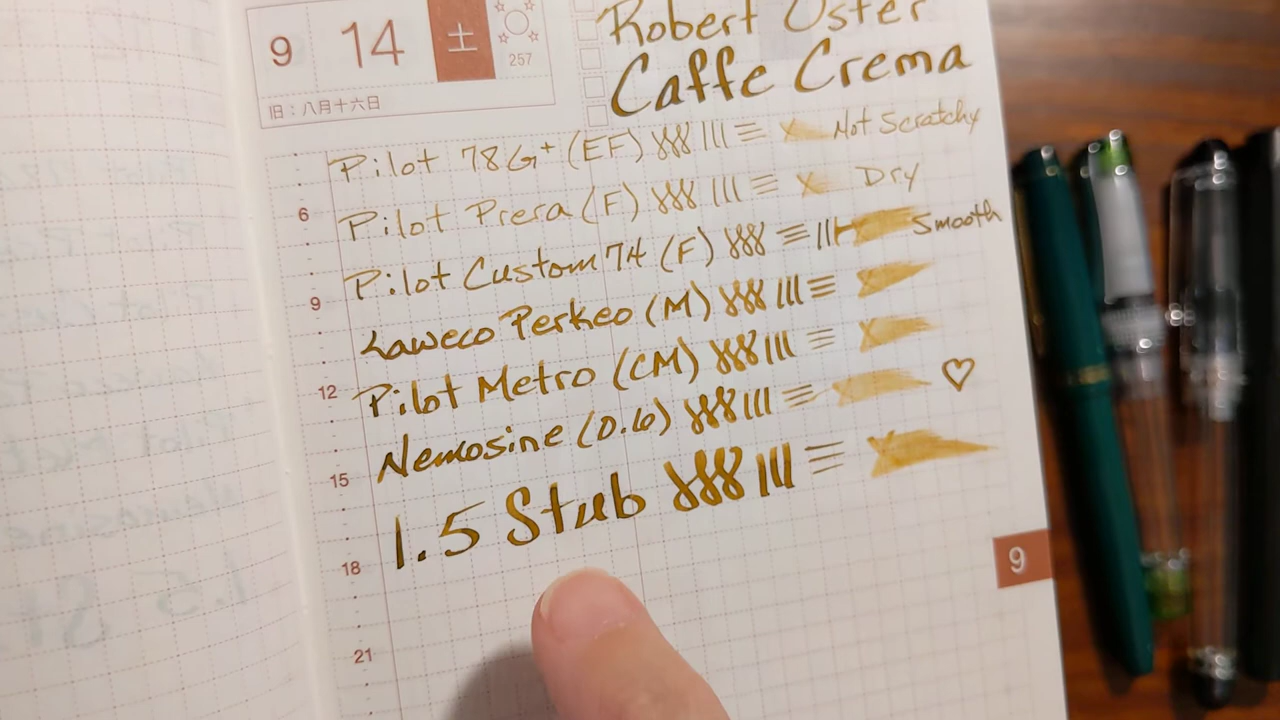 9 14 土
257
旧：八月十六日
Robert Oster
Caffe Crema
Pilot 78G+ (EF) Not Scratchy
6
Pilot Prera (F) Dry
Pilot Custom 74 (F) Smooth
9
Kaweco Perkeo (M)
12
Pilot Metro (CM)
Nemosine (0.6)
15
1.5 Stub
18
9
21